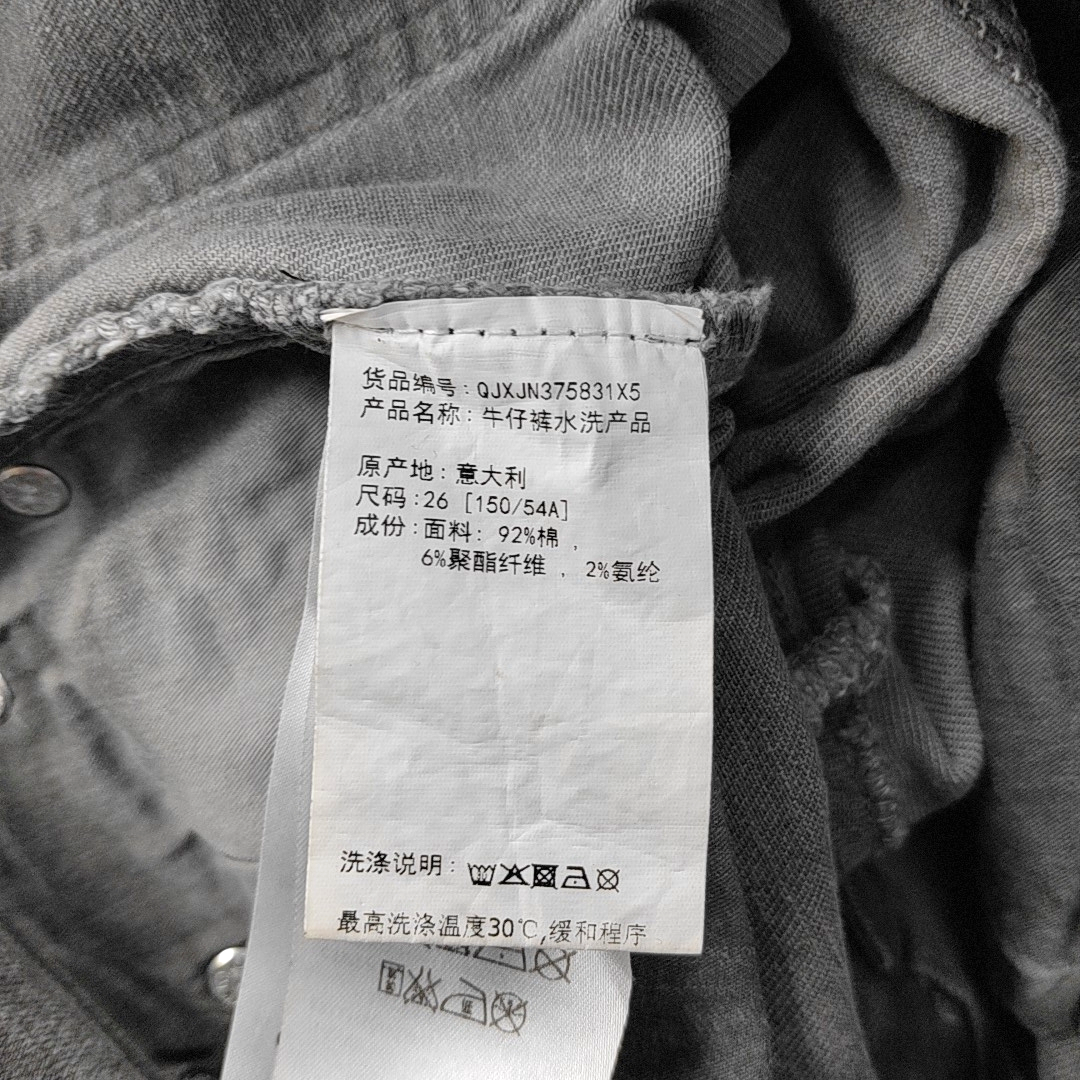 货品编号：QJXJN375831X5
产品名称：牛仔裤水洗产品
原产地：意大利
尺码：26 [150/54A]
成份：面料：92%棉，
6%聚酯纤维，2%氨纶
洗涤说明：
最高洗涤温度30℃,缓和程序